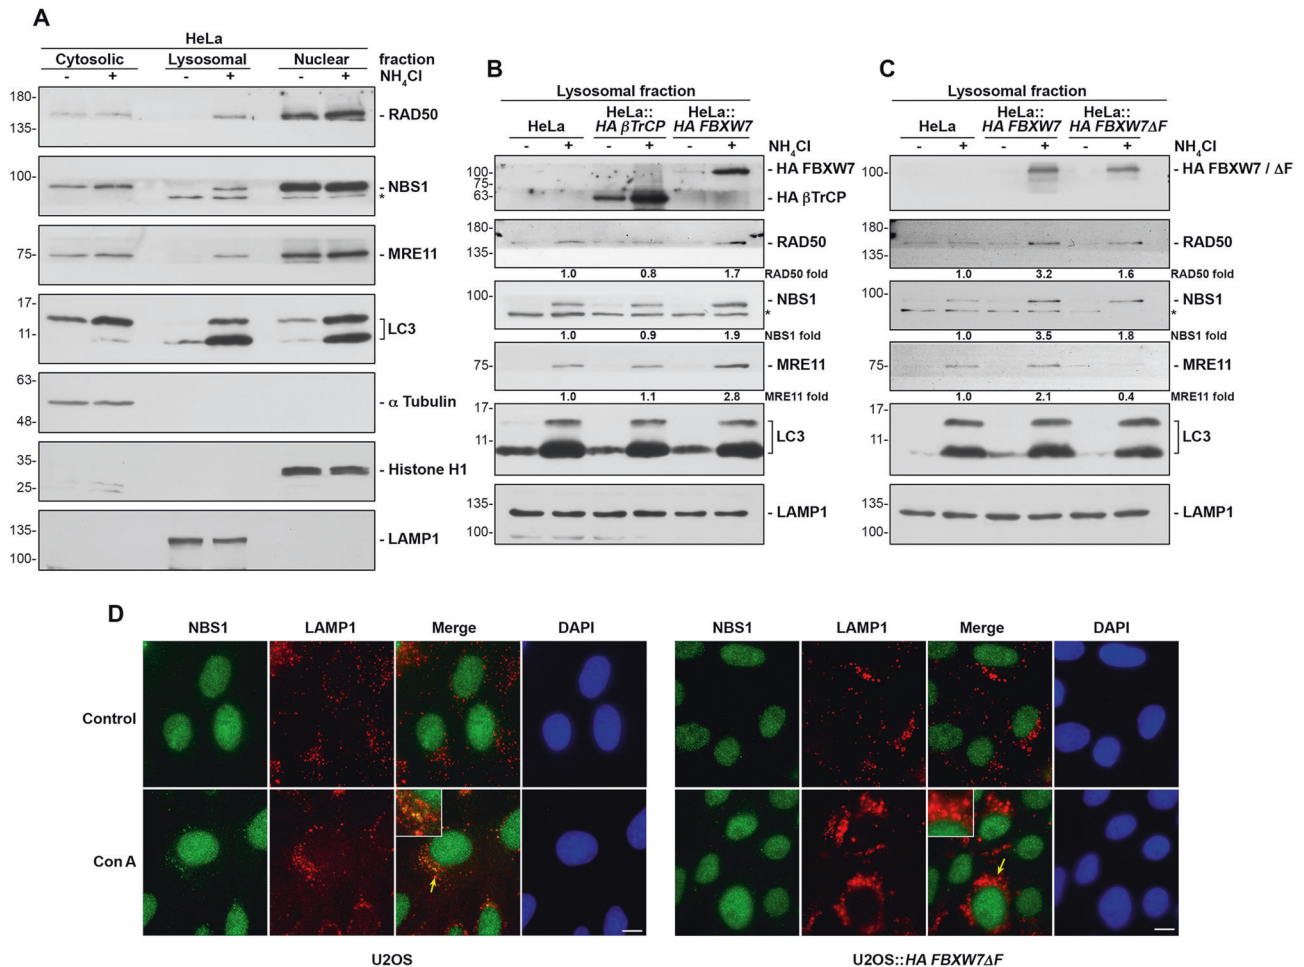 A
HeLa
Cytosolic Lysosomal Nuclear fraction
- + - + - + NH4Cl
180-
135-
- RAD50
100-
- NBS1
*
75-
- MRE11
17-
11-
LC3
63-
48-
- α Tubulin
35-
25-
- Histone H1
135-
100-
- LAMP1
B
Lysosomal fraction
HeLa HeLa:: HA βTrCP HeLa:: HA FBXW7
- + - + - + NH4Cl
100-
75-
63-
- HA FBXW7
- HA βTrCP
180-
135-
- RAD50
1.0 0.8 1.7 RAD50 fold
100-
- NBS1
*
1.0 0.9 1.9 NBS1 fold
75-
- MRE11
1.0 1.1 2.8 MRE11 fold
17-
11-
LC3
135-
100-
- LAMP1
C
Lysosomal fraction
HeLa HeLa:: HA FBXW7 HeLa:: HA FBXW7ΔF
- + - + - + NH4Cl
100-
- HA FBXW7 / ΔF
180-
135-
- RAD50
1.0 3.2 1.6 RAD50 fold
100-
- NBS1
*
1.0 3.5 1.8 NBS1 fold
75-
- MRE11
1.0 2.1 0.4 MRE11 fold
17-
11-
LC3
135-
100-
- LAMP1
D
NBS1 LAMP1 Merge DAPI NBS1 LAMP1 Merge DAPI
Control
Con A
U2OS U2OS::HA FBXW7ΔF